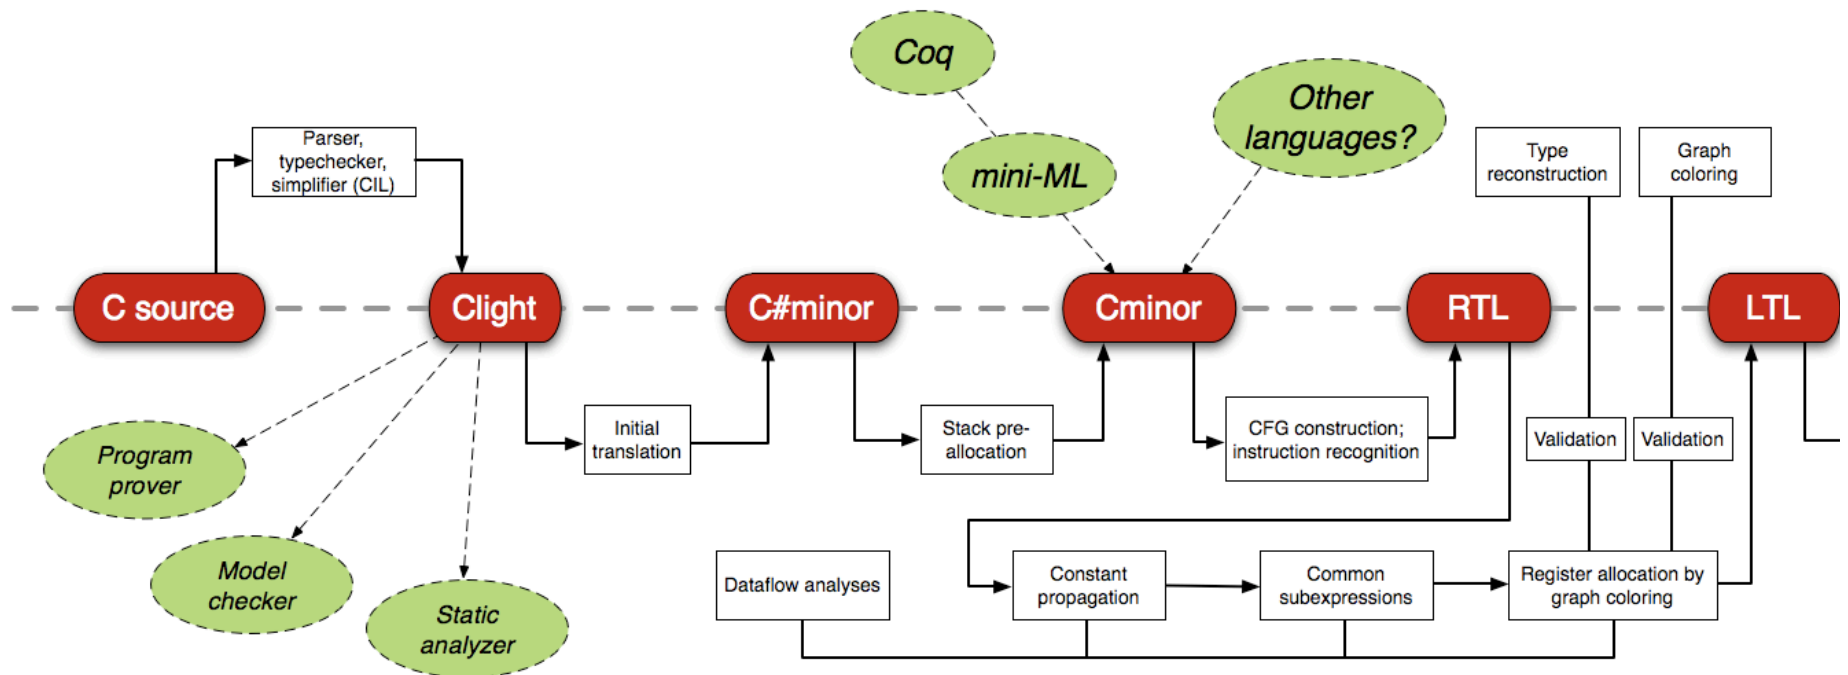 Coq
Other
languages?
Parser,
typechecker,
simplifier (CIL)
mini-ML
Type
reconstruction
Graph
coloring
C source
Clight
C#minor
Cminor
RTL
LTL
Program
prover
Initial
translation
Stack pre-
allocation
CFG construction;
instruction recognition
Validation
Validation
Model
checker
Static
analyzer
Dataflow analyses
Constant
propagation
Common
subexpressions
Register allocation by
graph coloring